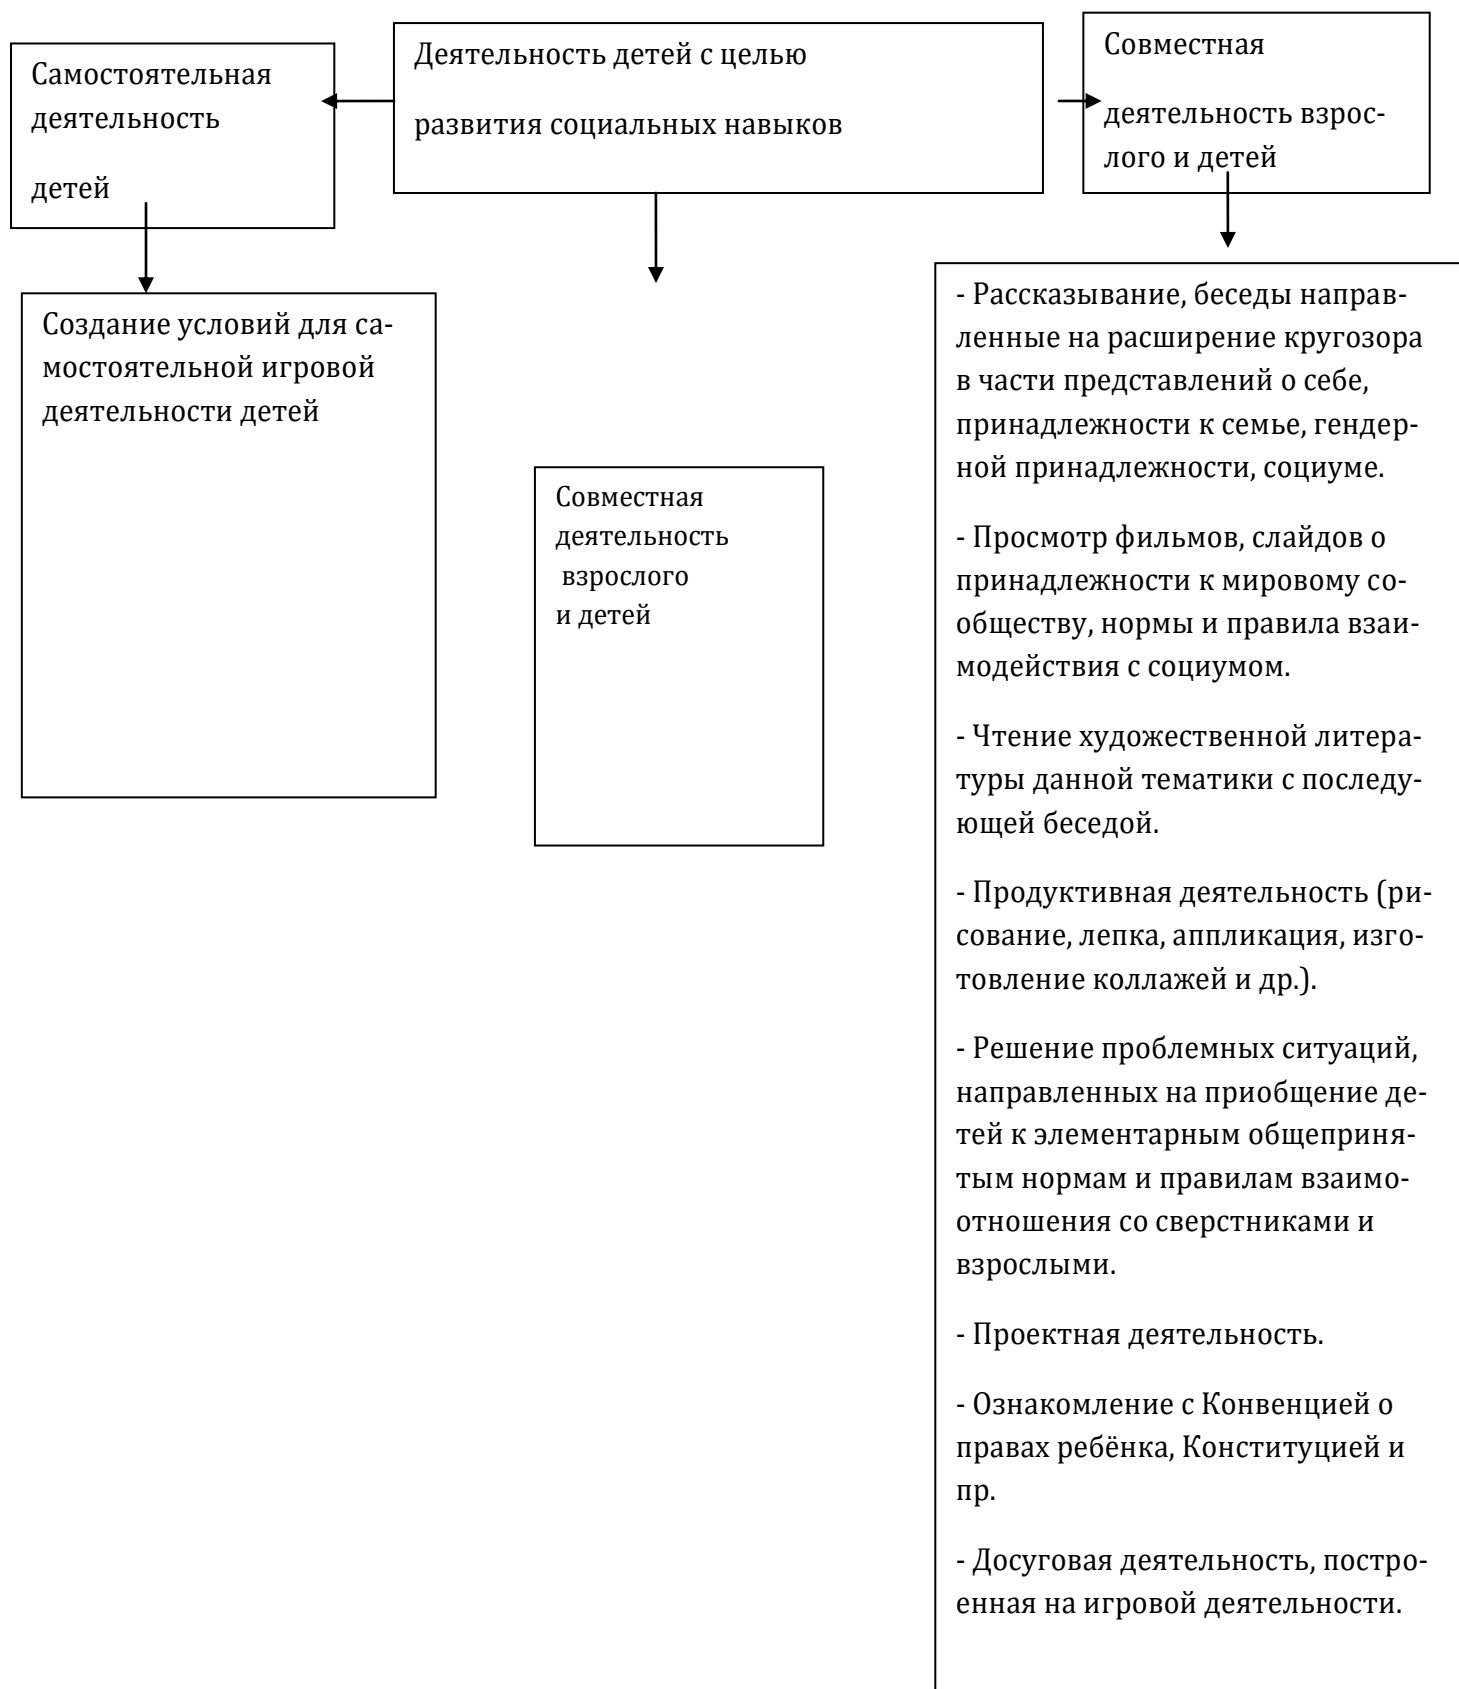 Самостоятельная
деятельность
детей
Деятельность детей с целью
развития социальных навыков
Совместная
деятельность взрос-
лого и детей
Создание условий для са-
мостоятельной игровой
деятельности детей
Совместная
деятельность
взрослого
и детей
- Рассказывание, беседы направ-
ленные на расширение кругозора
в части представлений о себе,
принадлежности к семье, гендер-
ной принадлежности, социуме.
- Просмотр фильмов, слайдов о
принадлежности к мировому со-
обществу, нормы и правила взаи-
модействия с социумом.
- Чтение художественной литера-
туры данной тематики с последу-
ющей беседой.
- Продуктивная деятельность (ри-
сование, лепка, аппликация, изго-
товление коллажей и др.).
- Решение проблемных ситуаций,
направленных на приобщение де-
тей к элементарным общеприня-
тым нормам и правилам взаимо-
отношения со сверстниками и
взрослыми.
- Проектная деятельность.
- Ознакомление с Конвенцией о
правах ребёнка, Конституцией и
пр.
- Досуговая деятельность, постро-
енная на игровой деятельности.